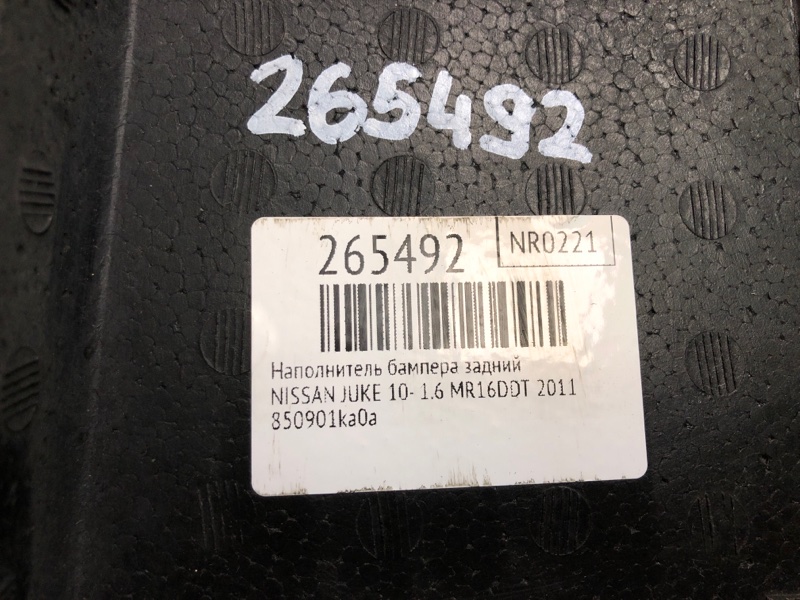 265492
265492
NR0221
Наполнитель бампера задний
NISSAN JUKE 10- 1.6 MR16DDT 2011
850901ka0a